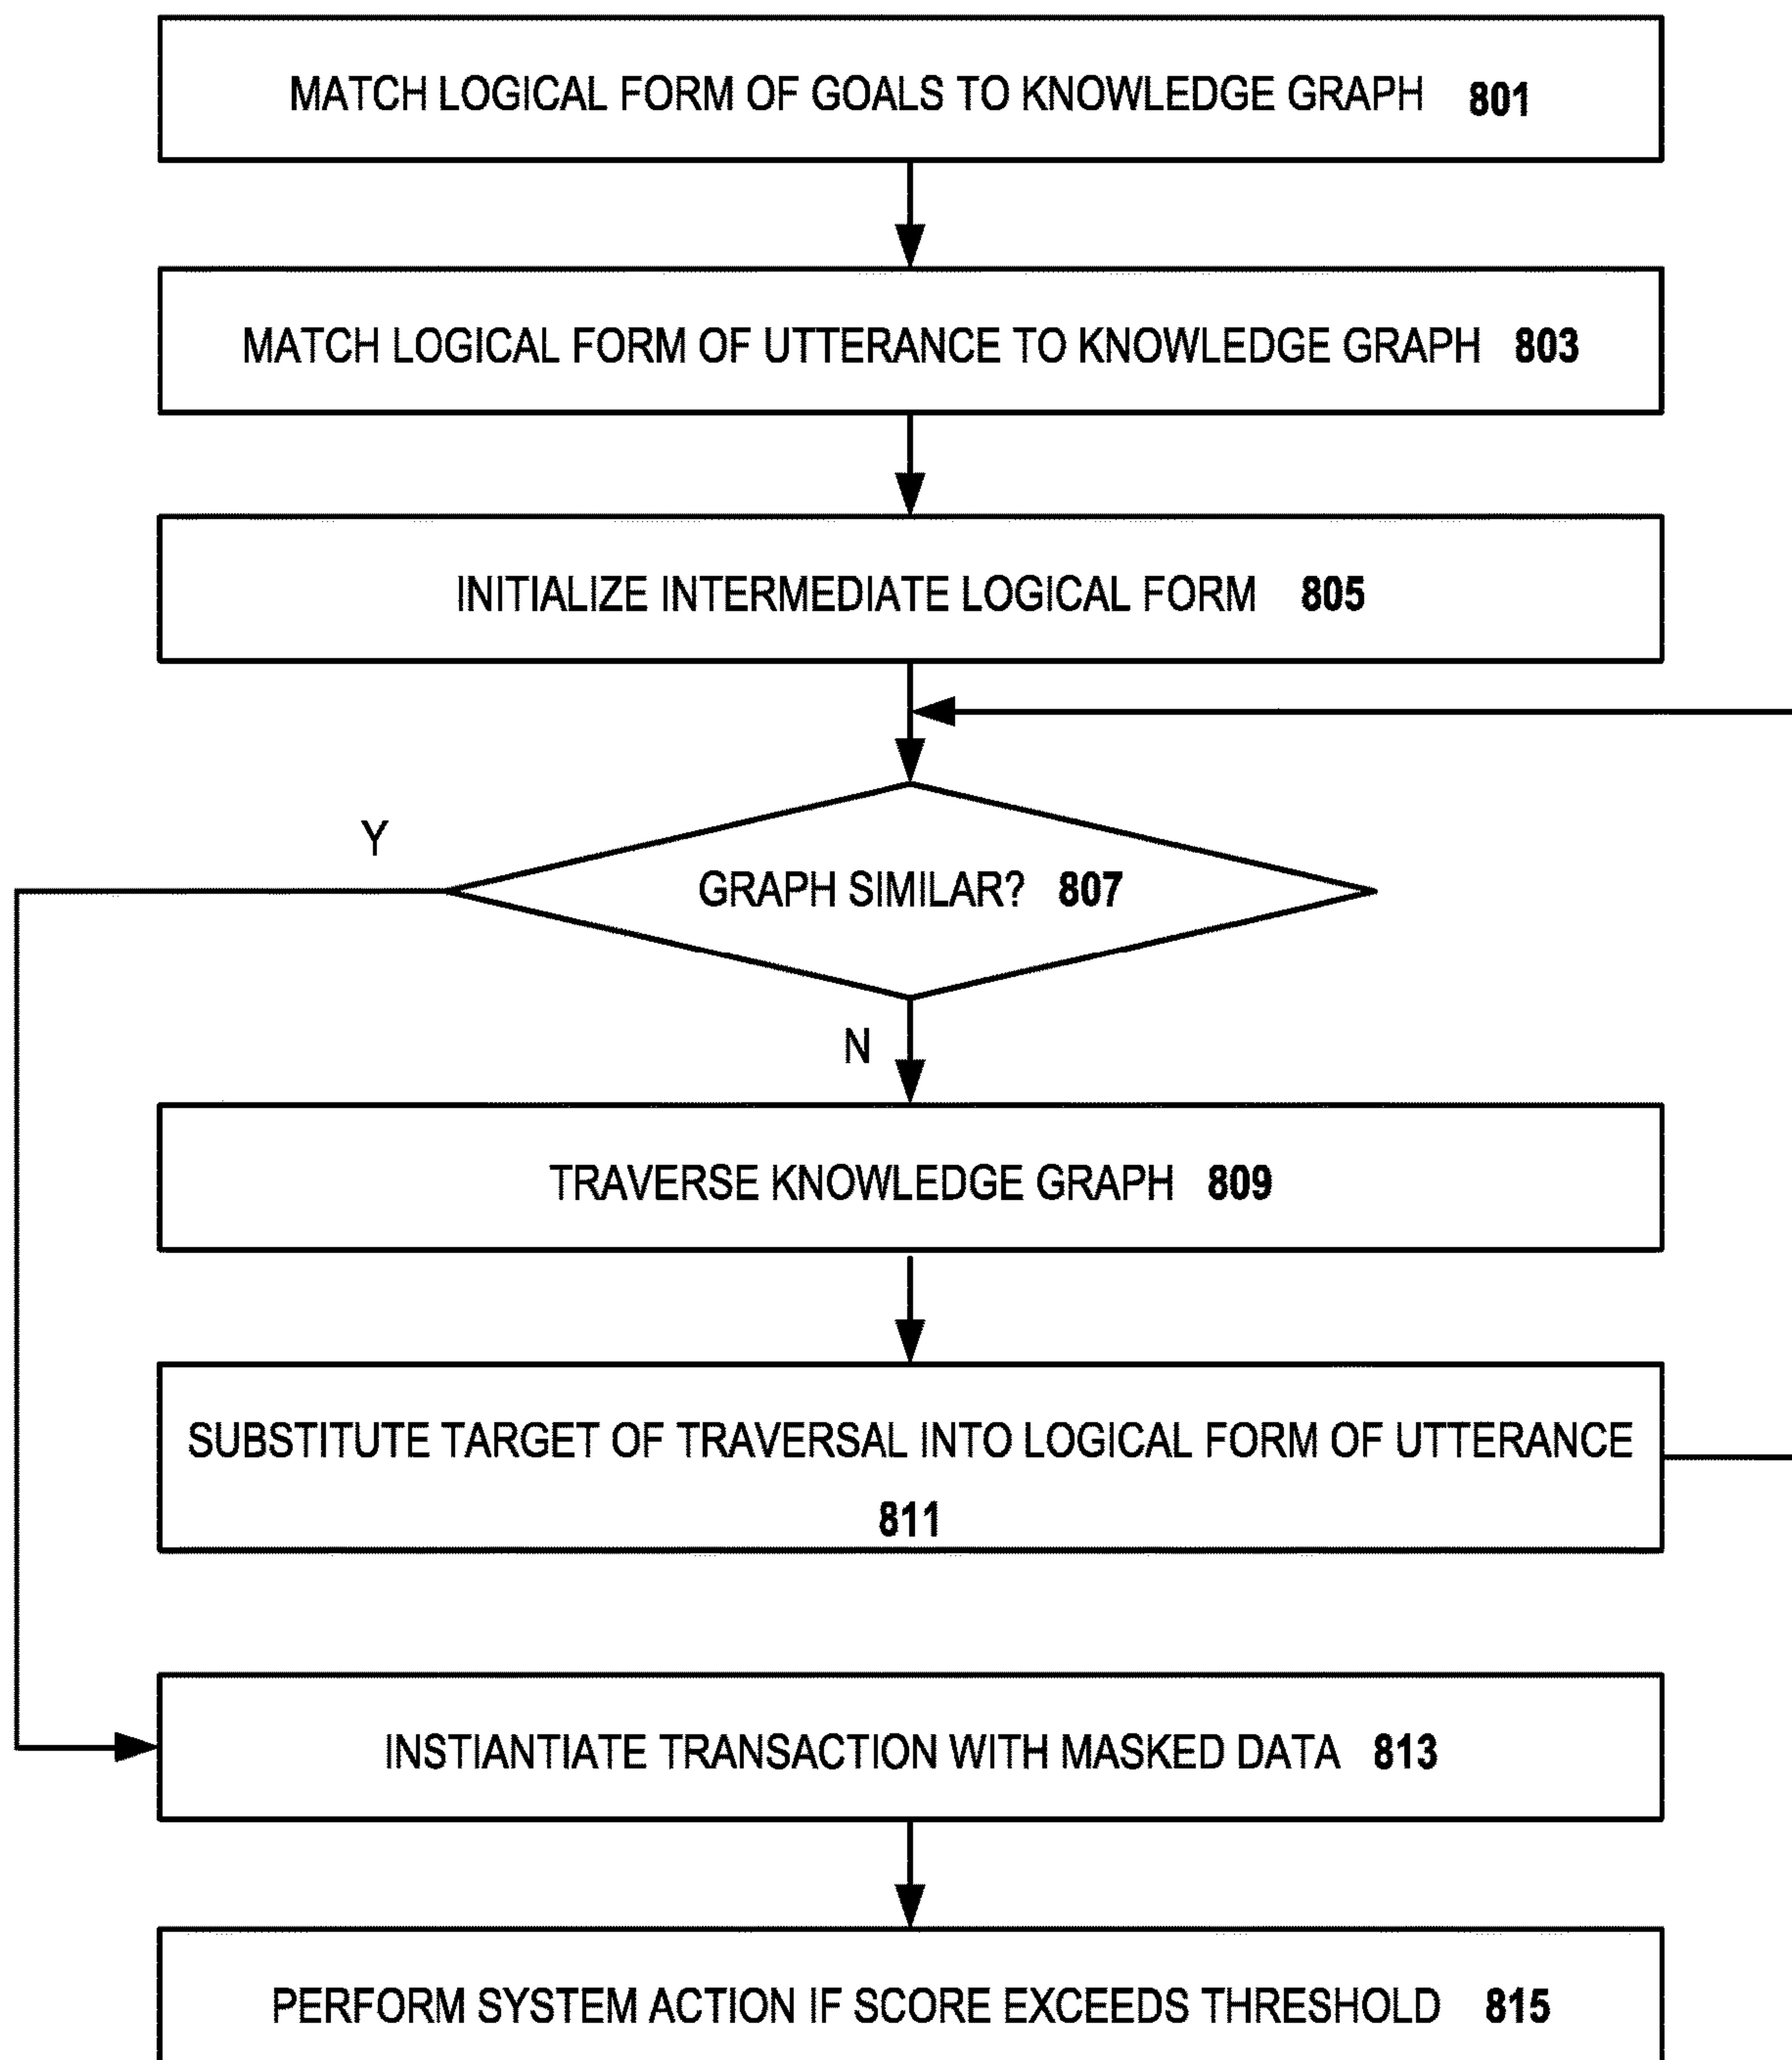 MATCH LOGICAL FORM OF GOALS TO KNOWLEDGE GRAPH 801
MATCH LOGICAL FORM OF UTTERANCE TO KNOWLEDGE GRAPH 803
INITIALIZE INTERMEDIATE LOGICAL FORM 805
Y
GRAPH SIMILAR? 807
N
TRAVERSE KNOWLEDGE GRAPH 809
SUBSTITUTE TARGET OF TRAVERSAL INTO LOGICAL FORM OF UTTERANCE
811
INSTIANTIATE TRANSACTION WITH MASKED DATA 813
PERFORM SYSTEM ACTION IF SCORE EXCEEDS THRESHOLD 815